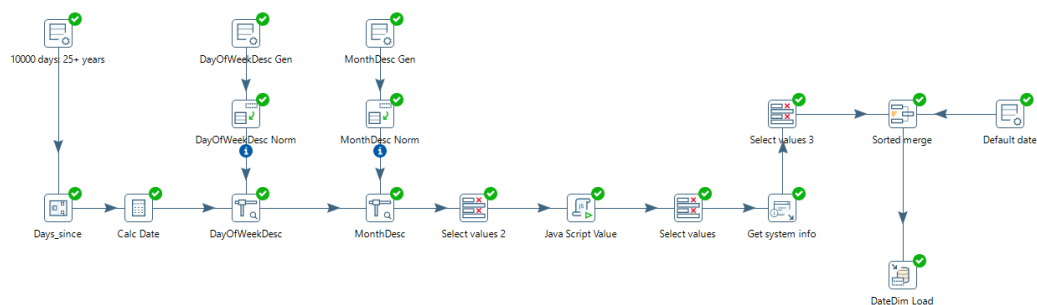 10000 days: 25+ years
DayOfWeekDesc Gen
MonthDesc Gen
DayOfWeekDesc Norm
MonthDesc Norm
Select values 3
Sorted merge
Default date
Days_since
Calc Date
DayOfWeekDesc
MonthDesc
Select values 2
Java Script Value
Select values
Get system info
DateDim Load